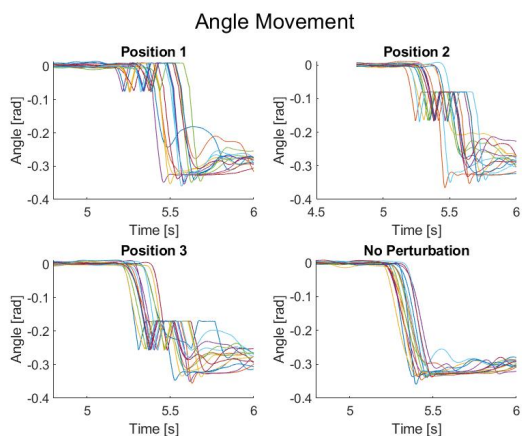 Angle Movement
Position 1
0
-0.1
-0.2
-0.3
-0.4
Angle [rad]
5
5.5
6
Time [s]
Position 2
0
-0.1
-0.2
-0.3
-0.4
Angle [rad]
4.5
5
5.5
6
Time [s]
Position 3
0
-0.1
-0.2
-0.3
-0.4
Angle [rad]
5
5.5
6
Time [s]
No Perturbation
0
-0.1
-0.2
-0.3
-0.4
Angle [rad]
5
5.5
6
Time [s]